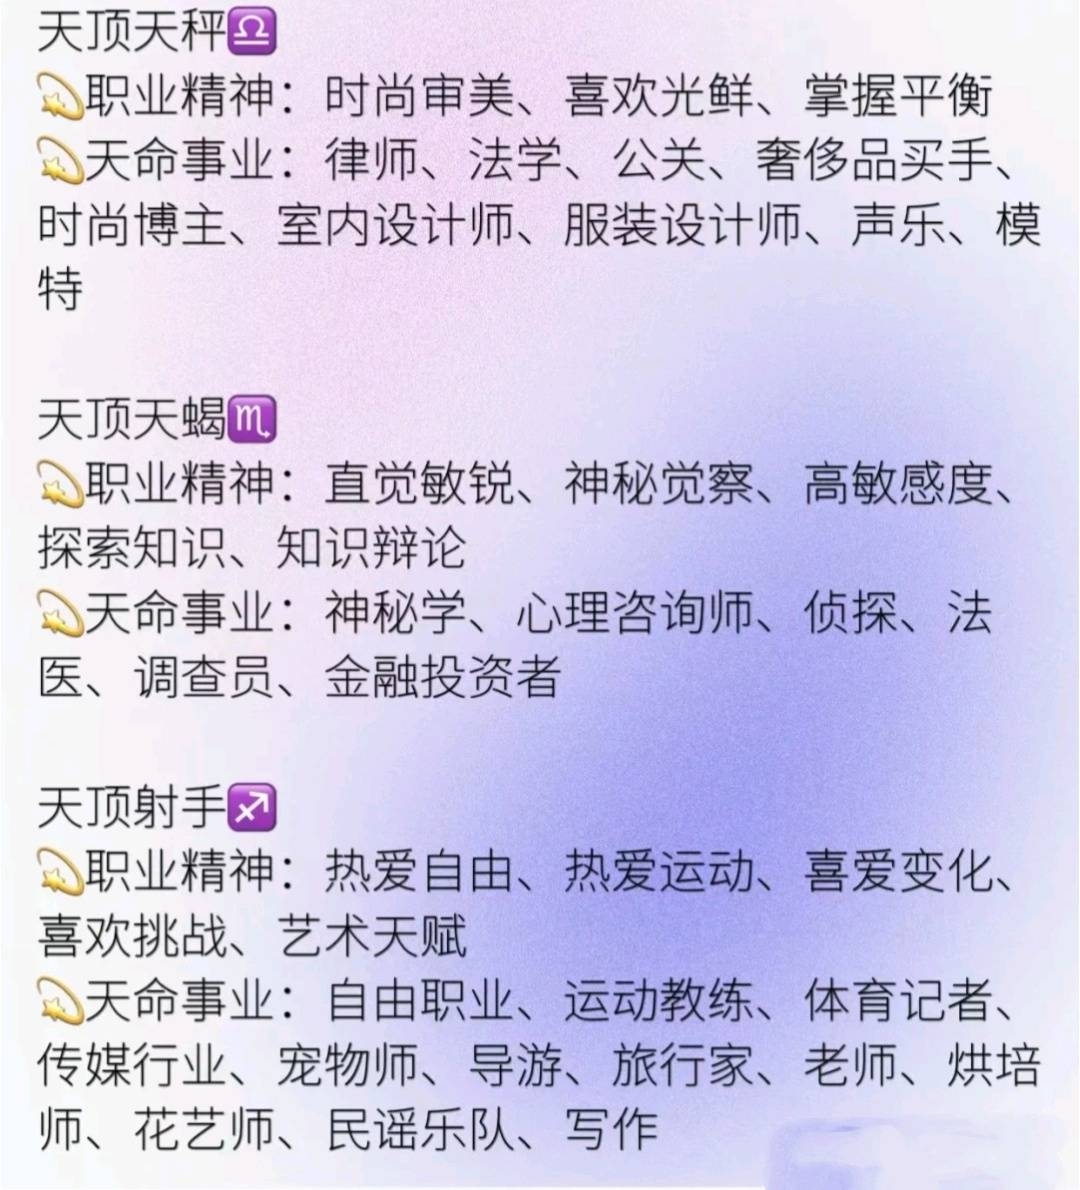 天顶天秤♎
💫职业精神：时尚审美、喜欢光鲜、掌握平衡
💫天命事业：律师、法学、公关、奢侈品买手、
时尚博主、室内设计师、服装设计师、声乐、模
特
天顶天蝎♏
💫职业精神：直觉敏锐、神秘觉察、高敏感度、
探索知识、知识辩论
💫天命事业：神秘学、心理咨询师、侦探、法
医、调查员、金融投资者
天顶射手♐
💫职业精神：热爱自由、热爱运动、喜爱变化、
喜欢挑战、艺术天赋
💫天命事业：自由职业、运动教练、体育记者、
传媒行业、宠物师、导游、旅行家、老师、烘培
师、花艺师、民谣乐队、写作